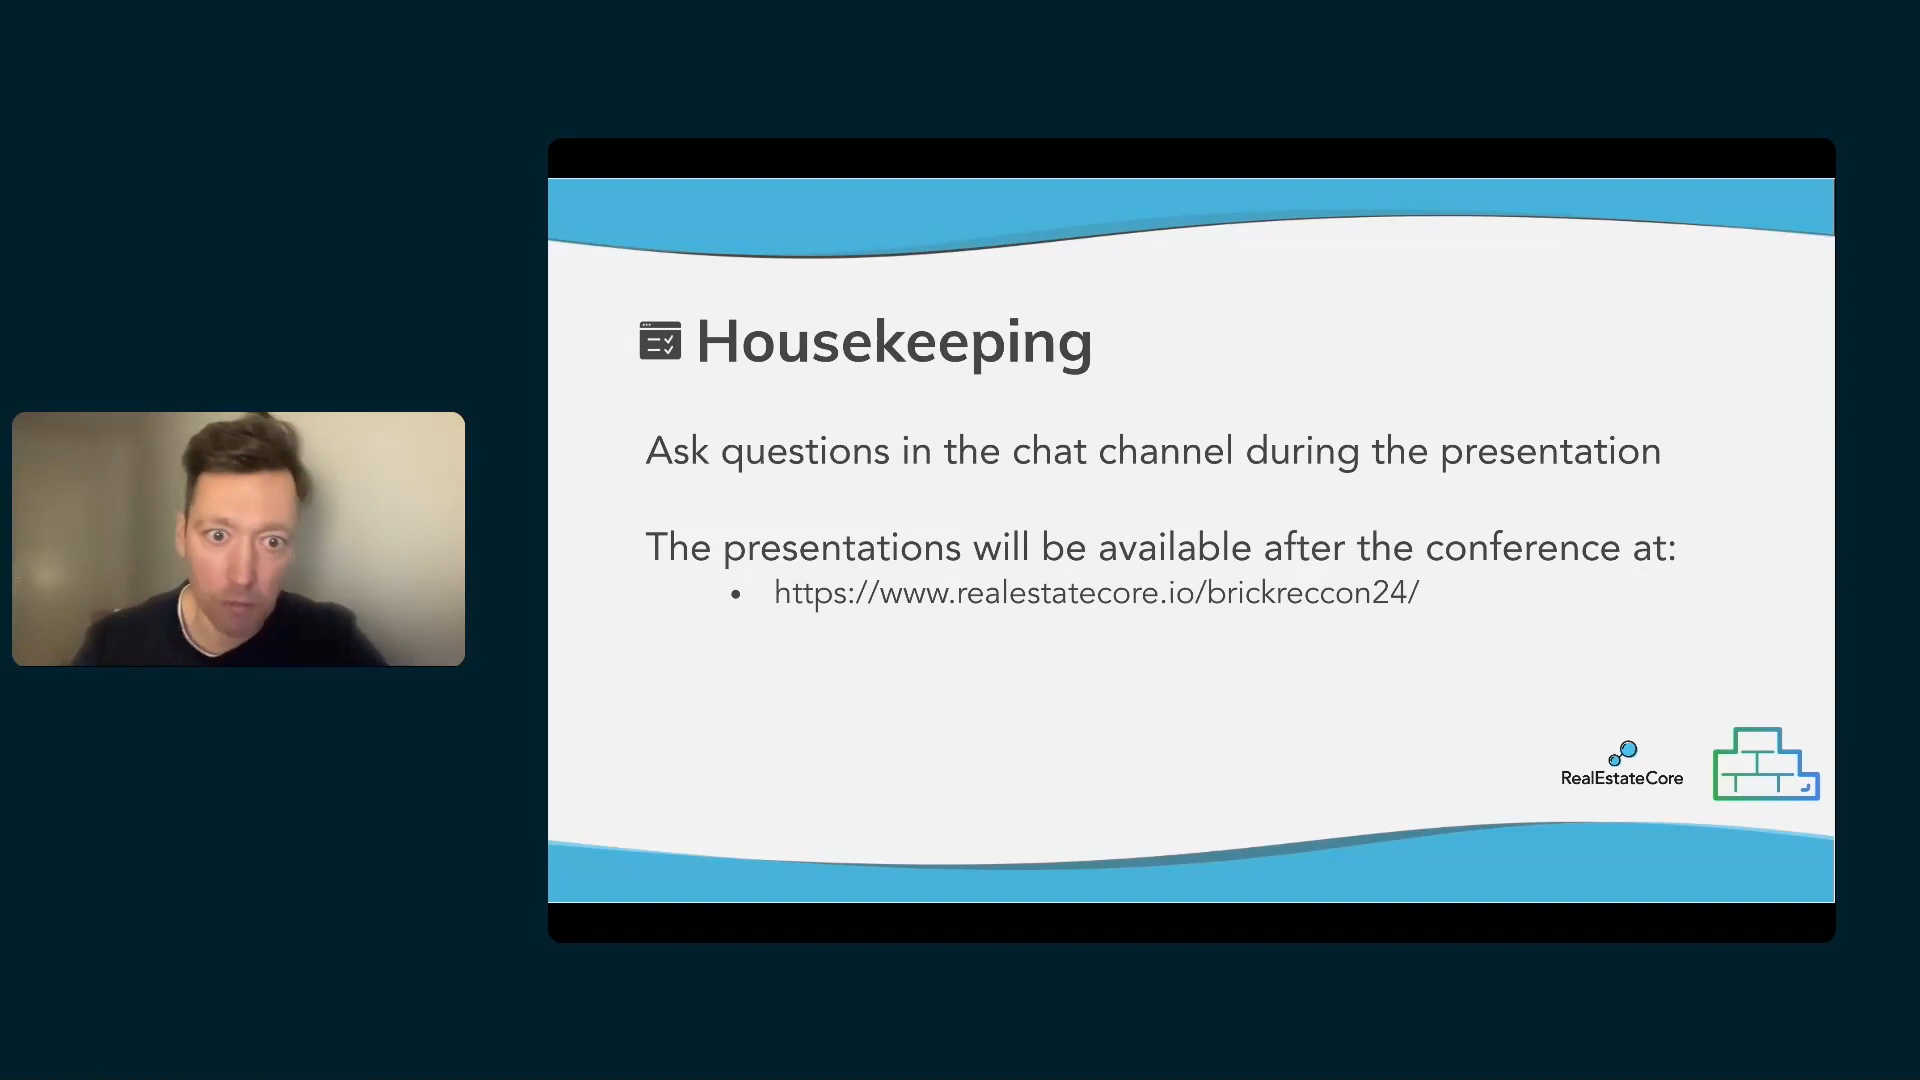 Housekeeping
Ask questions in the chat channel during the presentation
The presentations will be available after the conference at:
• https://www.realestatecore.io/brickreccon24/
RealEstateCore